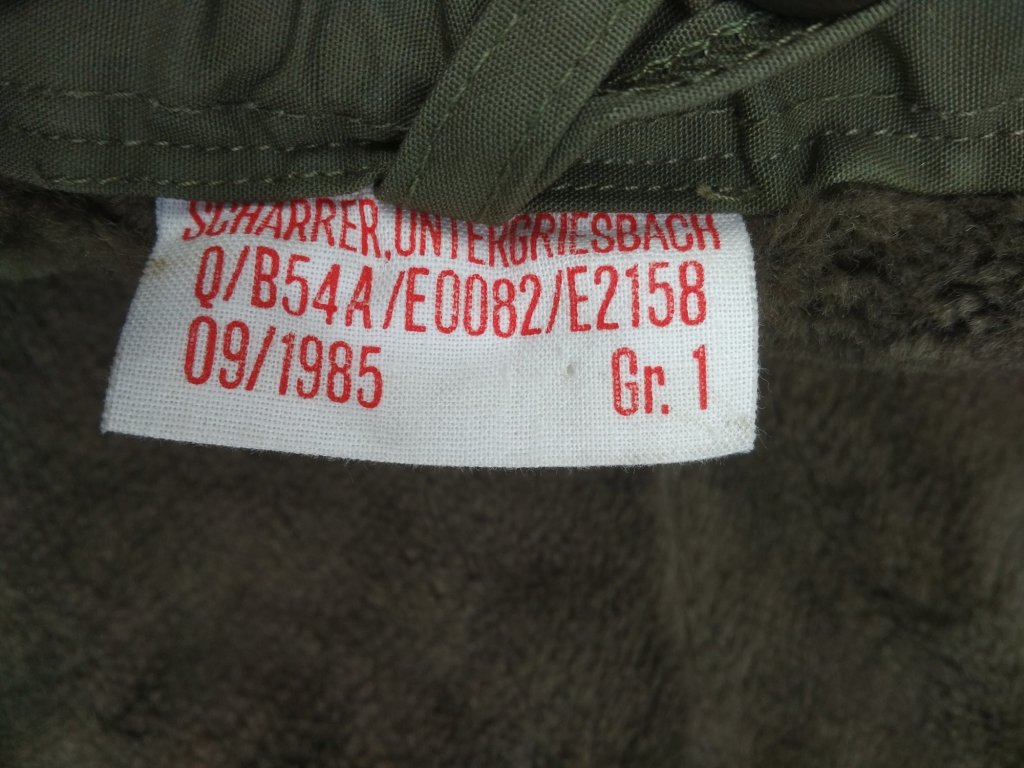 SCHARRER,UNTERGRIESBACH
Q/B54A/E0082/E2158
09/1985 Gr. 1